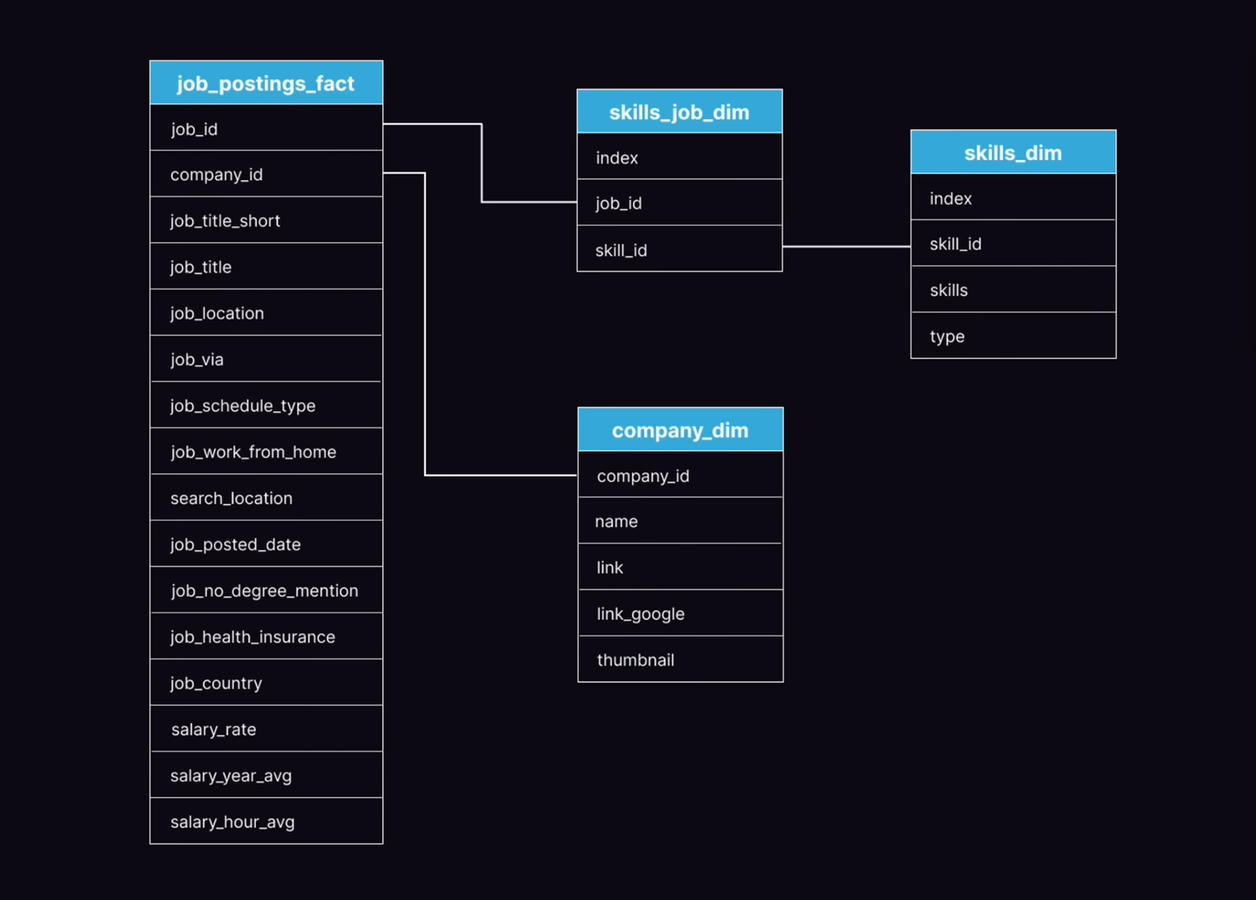 job_postings_fact
job_id
company_id
job_title_short
job_title
job_location
job_via
job_schedule_type
job_work_from_home
search_location
job_posted_date
job_no_degree_mention
job_health_insurance
job_country
salary_rate
salary_year_avg
salary_hour_avg
skills_job_dim
index
job_id
skill_id
skills_dim
index
skill_id
skills
type
company_dim
company_id
name
link
link_google
thumbnail